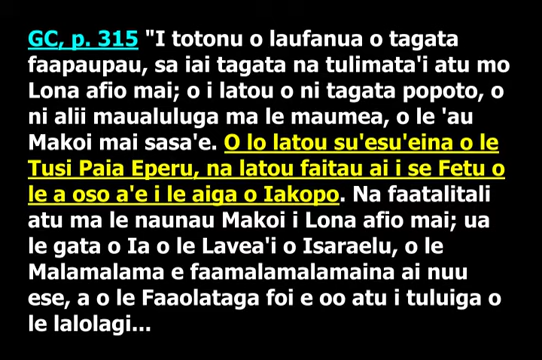 GC, p. 315 "I totonu o laufanua o tagata
faapaupau, sa iai tagata na tulimata'i atu mo
Lona afio mai; o i latou o ni tagata popoto, o
ni alii maualuluga ma le maumea, o le 'au
Makoi mai sasa'e. O lo latou su'esu'eina o le
Tusi Paia Eperu, na latou faitau ai i se Fetu o
le a oso a'e i le aiga o Iakopo. Na faatalitali
atu ma le naunau Makoi i Lona afio mai; ua
le gata o Ia o le Lavea'i o Isaraelu, o le
Malamalama e faamalamalamaina ai nuu
ese, a o le Faaolataga foi e oo atu i tuluiga o
le lalolagi...